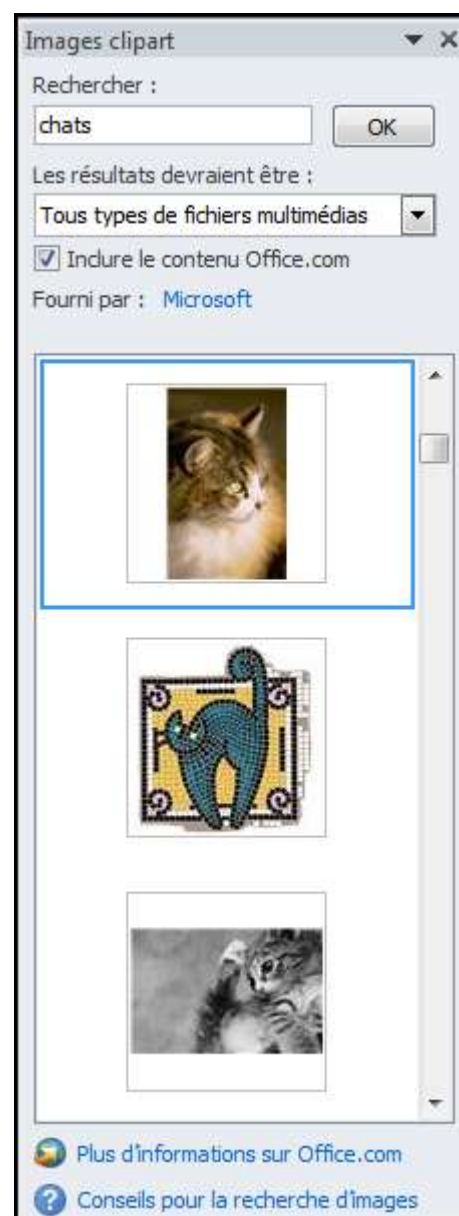 Images clipart
Rechercher :
chats
OK
Les résultats devraient être :
Tous types de fichiers multimédias
Inclure le contenu Office.com
Fourni par : Microsoft
Plus d'informations sur Office.com
Conseils pour la recherche d'images